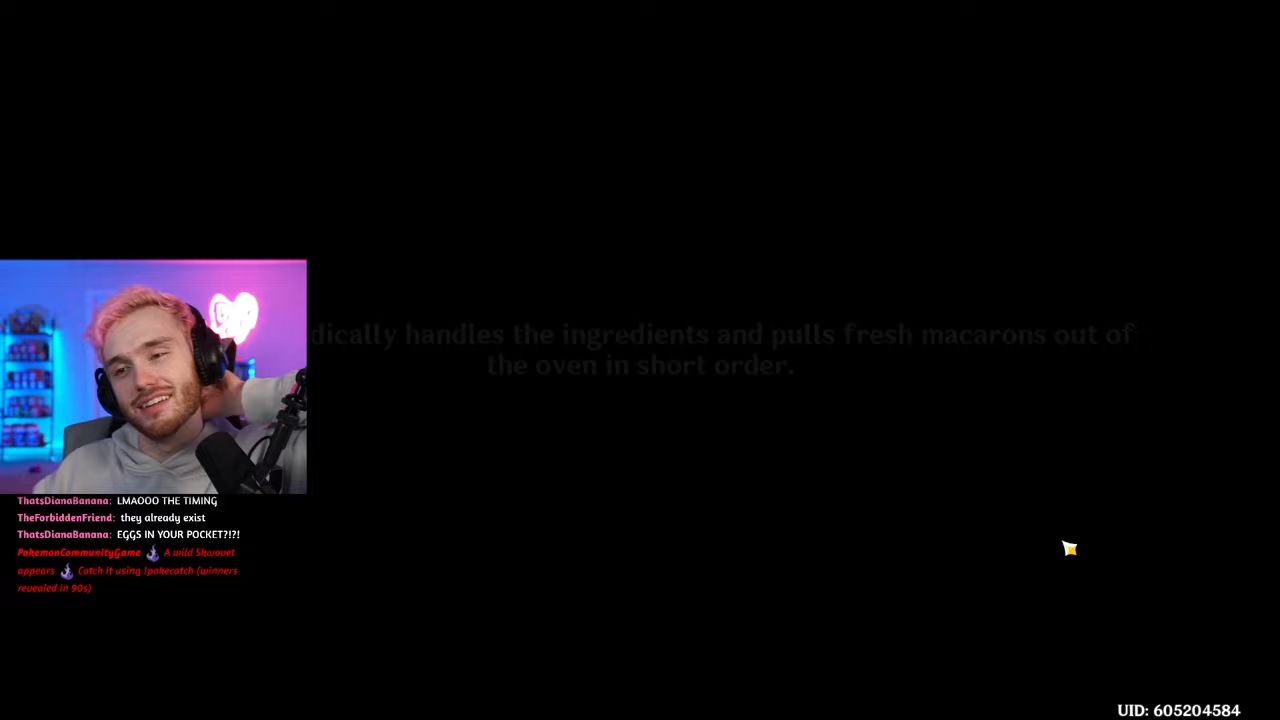 dically handles the ingredients and pulls fresh macarons out of
the oven in short order.
ThatsDianaBanana: LMAOOO THE TIMING
TheForbiddenFriend: they already exist
ThatsDianaBanana: EGGS IN YOUR POCKET?!?!
PokemonCommunityGame A wild Skwovet
appears Catch it using !pokecatch (winners
revealed in 90s)
UID: 605204584